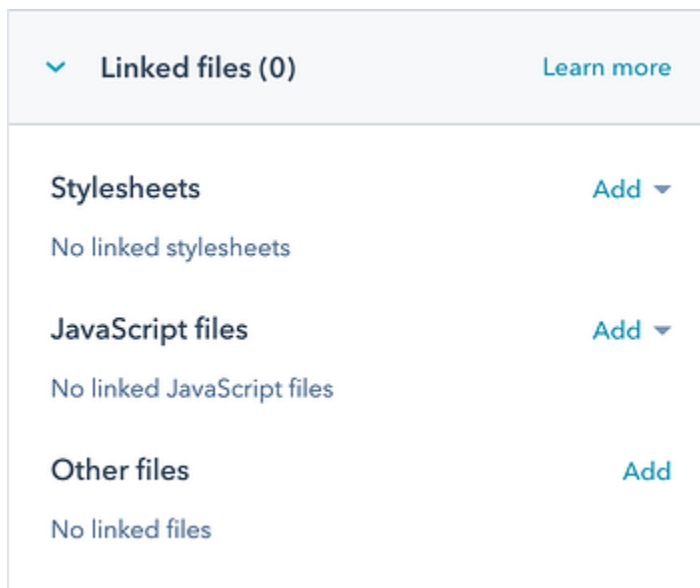 Linked files (0) Learn more
Stylesheets Add
No linked stylesheets
JavaScript files Add
No linked JavaScript files
Other files Add
No linked files